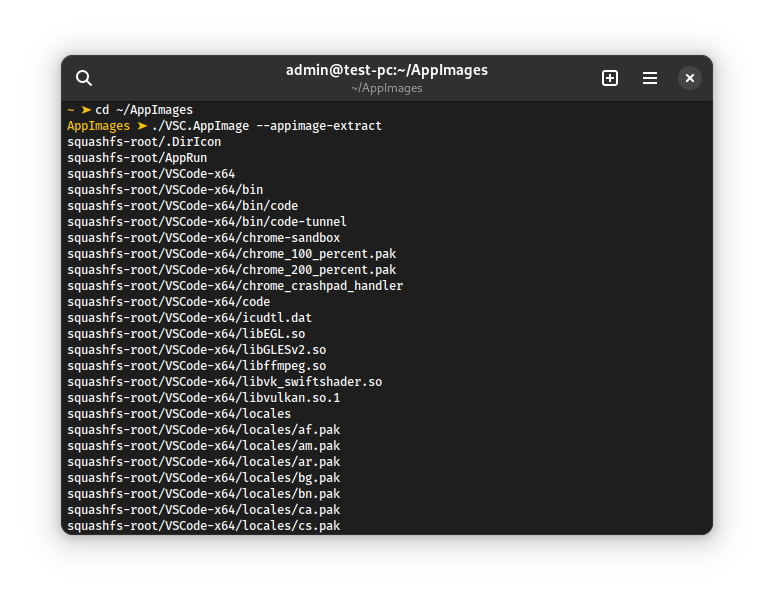 admin@test-pc:~/AppImages
~/AppImages
~ ➤ cd ~/AppImages
AppImages ➤ ./VSC.AppImage --appimage-extract
squashfs-root/.DirIcon
squashfs-root/AppRun
squashfs-root/VSCode-x64
squashfs-root/VSCode-x64/bin
squashfs-root/VSCode-x64/bin/code
squashfs-root/VSCode-x64/bin/code-tunnel
squashfs-root/VSCode-x64/chrome-sandbox
squashfs-root/VSCode-x64/chrome_100_percent.pak
squashfs-root/VSCode-x64/chrome_200_percent.pak
squashfs-root/VSCode-x64/chrome_crashpad_handler
squashfs-root/VSCode-x64/code
squashfs-root/VSCode-x64/icudtl.dat
squashfs-root/VSCode-x64/libEGL.so
squashfs-root/VSCode-x64/libGLESv2.so
squashfs-root/VSCode-x64/libffmpeg.so
squashfs-root/VSCode-x64/libvk_swiftshader.so
squashfs-root/VSCode-x64/libvulkan.so.1
squashfs-root/VSCode-x64/locales
squashfs-root/VSCode-x64/locales/af.pak
squashfs-root/VSCode-x64/locales/am.pak
squashfs-root/VSCode-x64/locales/ar.pak
squashfs-root/VSCode-x64/locales/bg.pak
squashfs-root/VSCode-x64/locales/bn.pak
squashfs-root/VSCode-x64/locales/ca.pak
squashfs-root/VSCode-x64/locales/cs.pak